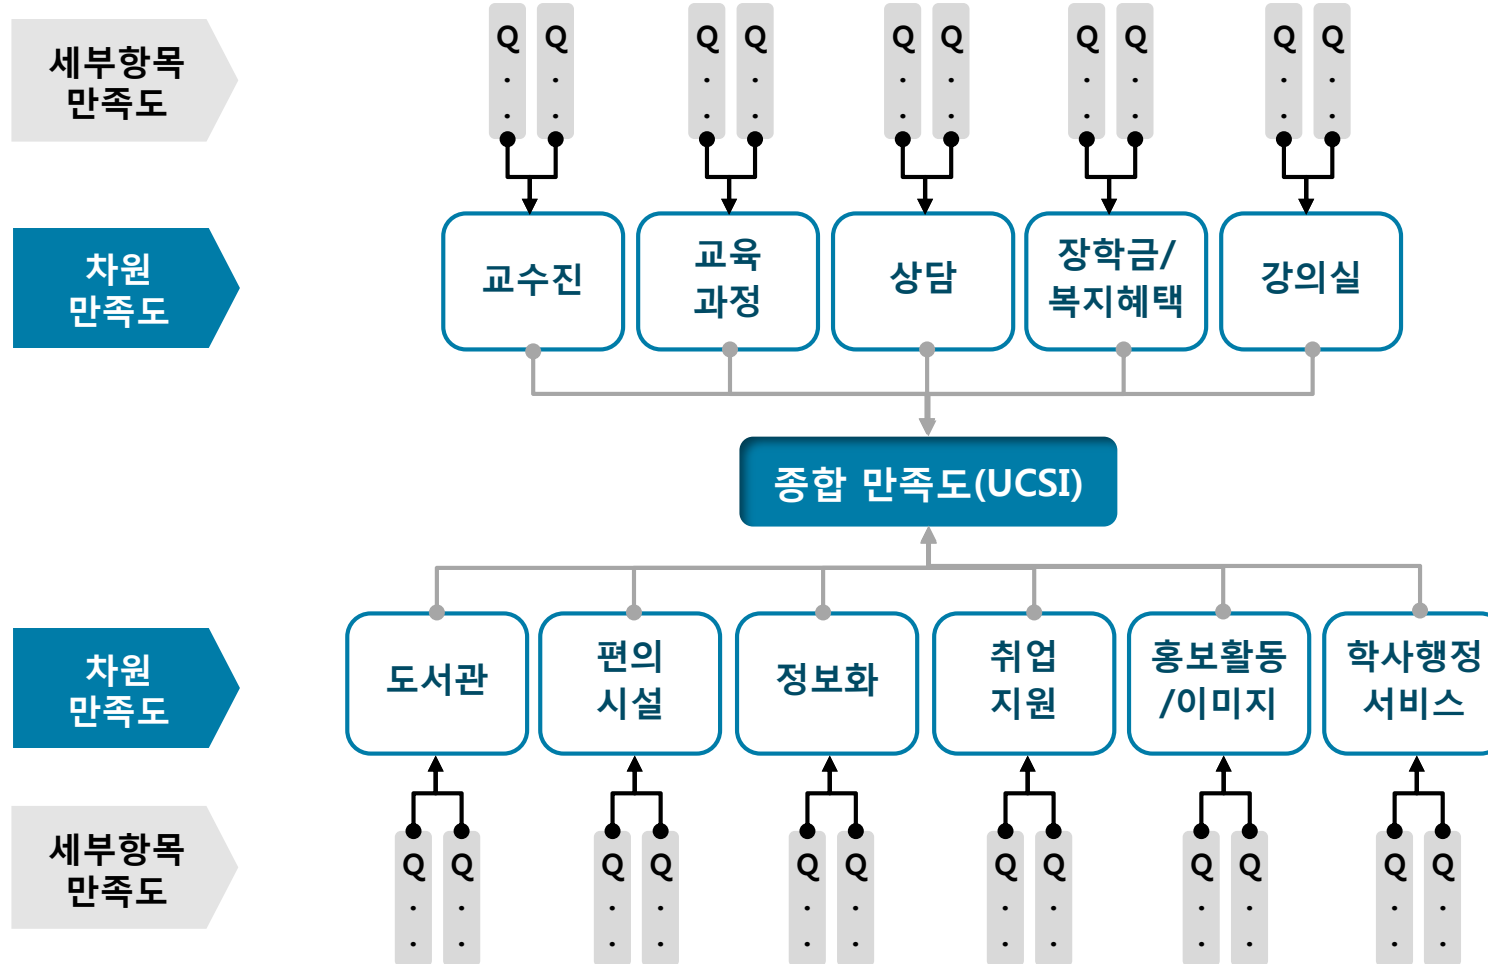 세부항목
만족도
Q Q Q Q Q Q Q Q Q Q
. . . . . . . . . .
. . . . . . . . . .
차원
만족도
교수진
교육
과정
상담
장학금/
복지혜택
강의실
종합 만족도(UCSI)
차원
만족도
도서관
편의
시설
정보화
취업
지원
홍보활동
/이미지
학사행정
서비스
세부항목
만족도
Q Q Q Q Q Q Q Q Q Q Q Q
. . . . . . . . . . . .
. . . . . . . . . . . .